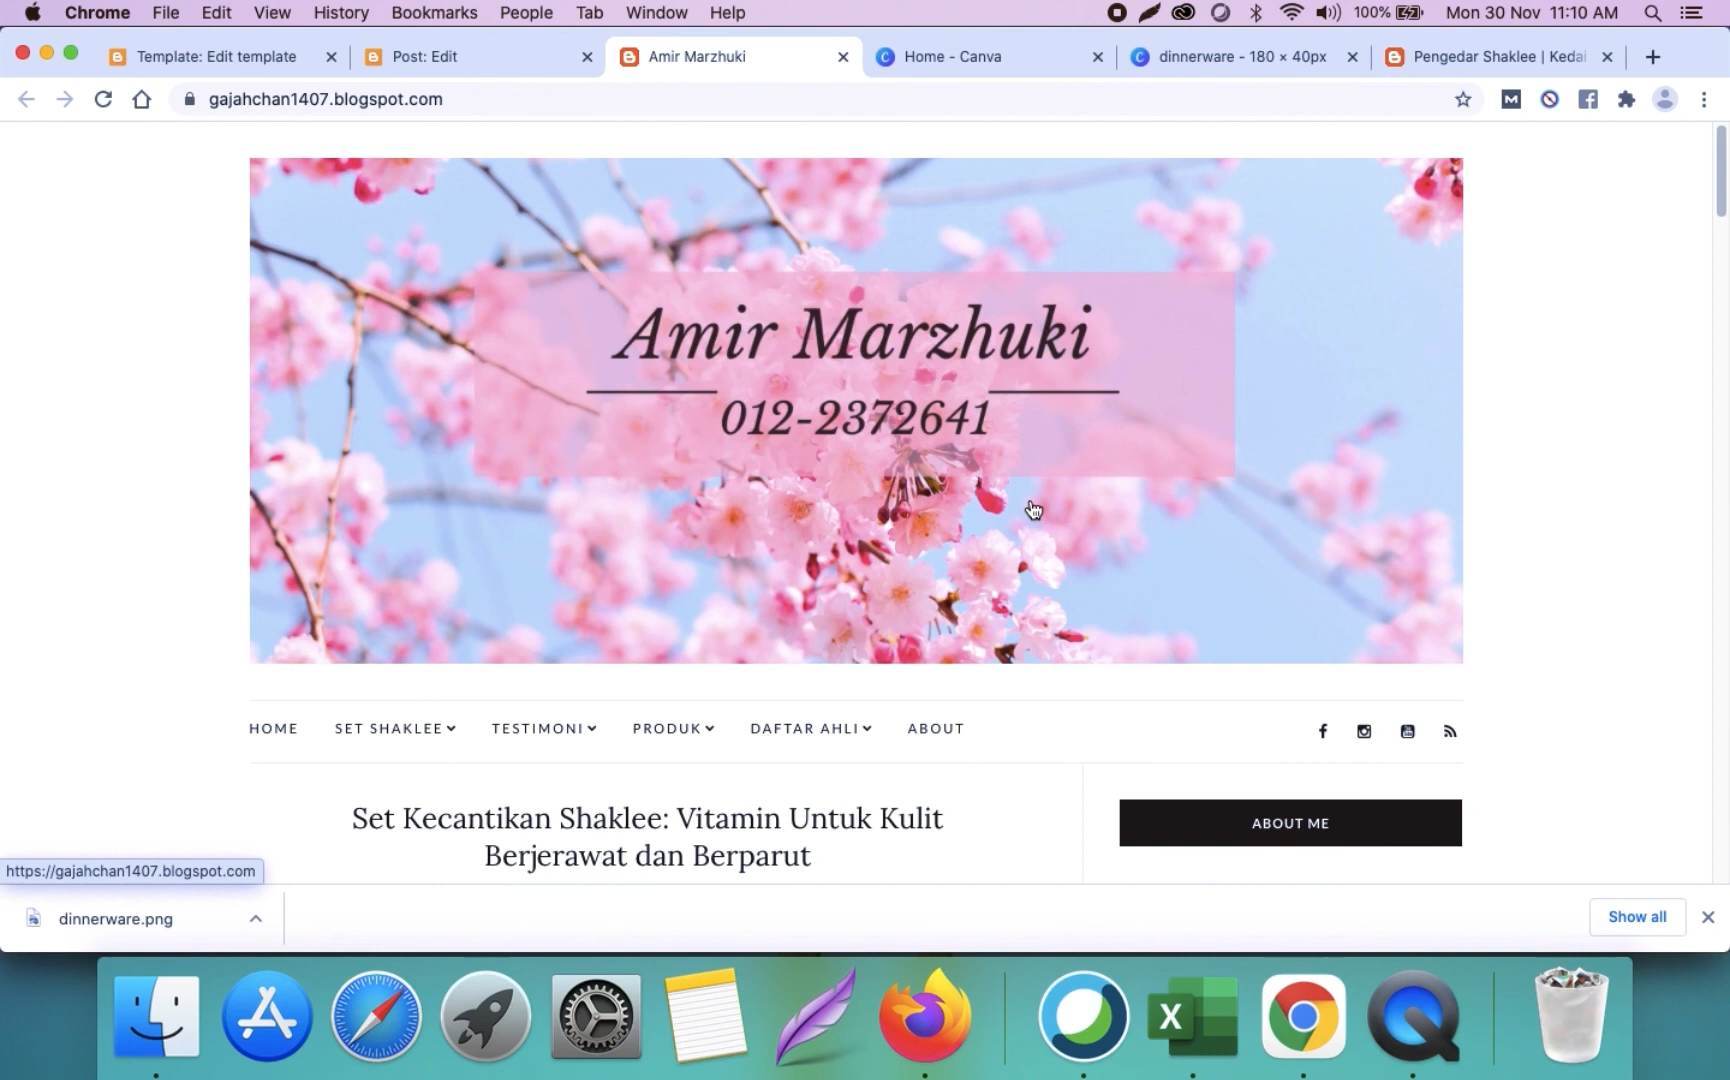 Chrome File Edit View History Bookmarks People Tab Window Help 100% Mon 30 Nov 11:10 AM
Template: Edit template Post: Edit Amir Marzhuki Home - Canva dinnerware - 180 × 40px Pengedar Shaklee | Kedai
gajahchan1407.blogspot.com
Amir Marzhuki
012-2372641
HOME SET SHAKLEE TESTIMONI PRODUK DAFTAR AHLI ABOUT
Set Kecantikan Shaklee: Vitamin Untuk Kulit
Berjerawat dan Berparut
ABOUT ME
https://gajahchan1407.blogspot.com
dinnerware.png Show all